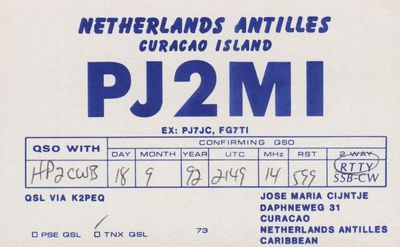 NETHERLANDS ANTILLES
CURACAO ISLAND
PJ2MI
EX: PJ7JC, FG7TI
QSO WITH CONFIRMING QSO
DAY MONTH YEAR UTC MHz RST 2-WAY
HP2CWB 18 9 92 2149 14 599 RTTY
SSB-CW
QSL VIA K2PEQ JOSE MARIA CIJNTJE
DAPHNEWEG 31
CURACAO
PSE QSL TNX QSL 73 NETHERLANDS ANTILLES
CARIBBEAN